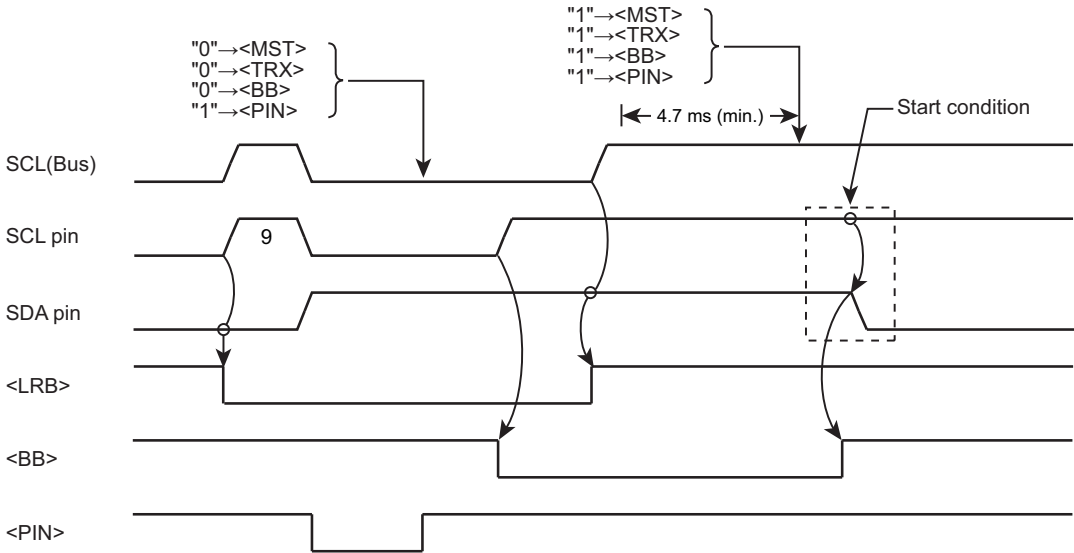 "0"→<MST>
"0"→<TRX>
"0"→<BB>
"1"→<PIN>
"1"→<MST>
"1"→<TRX>
"1"→<BB>
"1"→<PIN>
4.7 ms (min.)
Start condition
SCL(Bus)
SCL pin
9
SDA pin
<LRB>
<BB>
<PIN>